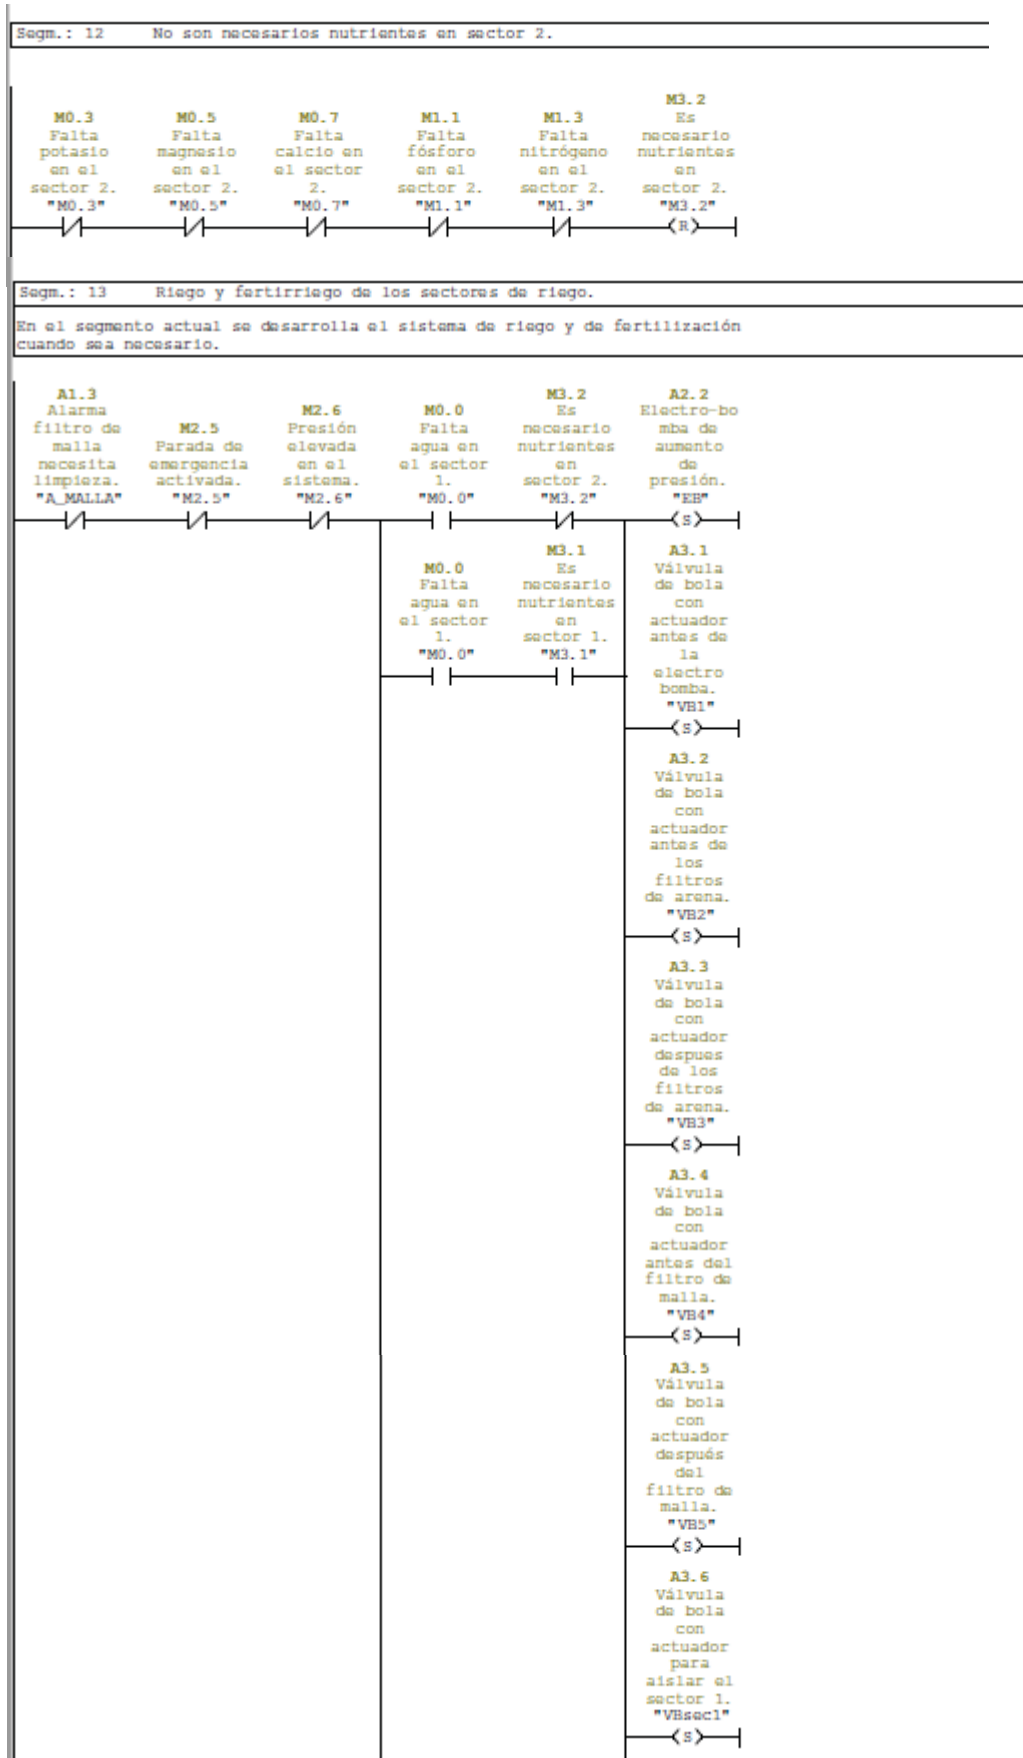 Segm.: 12 No son necesarios nutrientes en sector 2.
M0.3
Falta
potasio
en el
sector 2.
"M0.3"
M0.5
Falta
magnesio
en el
sector 2.
"M0.5"
M0.7
Falta
calcio en
el sector
2.
"M0.7"
M1.1
Falta
fósforo
en el
sector 2.
"M1.1"
M1.3
Falta
nitrógeno
en el
sector 2.
"M1.3"
M3.2
Es
necesario
nutrientes
en
sector 2.
"M3.2"
R
Segm.: 13 Riego y fertirriego de los sectores de riego.
En el segmento actual se desarrolla el sistema de riego y de fertilización
cuando sea necesario.
A1.3
Alarma
filtro de
malla
necesita
limpieza.
"A_MALLA"
M2.5
Parada de
emergencia
activada.
"M2.5"
M2.6
Presión
elevada
en el
sistema.
"M2.6"
M0.0
Falta
agua en
el sector
1.
"M0.0"
M3.2
Es
necesario
nutrientes
en
sector 2.
"M3.2"
A2.2
Electro-bo
mba de
aumento
de
presión.
"EB"
S
M0.0
Falta
agua en
el sector
1.
"M0.0"
M3.1
Es
necesario
nutrientes
en
sector 1.
"M3.1"
A3.1
Válvula
de bola
con
actuador
antes de
la
electro
bomba.
"VB1"
S
A3.2
Válvula
de bola
con
actuador
antes de
los
filtros
de arena.
"VB2"
S
A3.3
Válvula
de bola
con
actuador
despues
de los
filtros
de arena.
"VB3"
S
A3.4
Válvula
de bola
con
actuador
antes del
filtro de
malla.
"VB4"
S
A3.5
Válvula
de bola
con
actuador
después
del
filtro de
malla.
"VB5"
S
A3.6
Válvula
de bola
con
actuador
para
aislar el
sector 1.
"VBsec1"
S